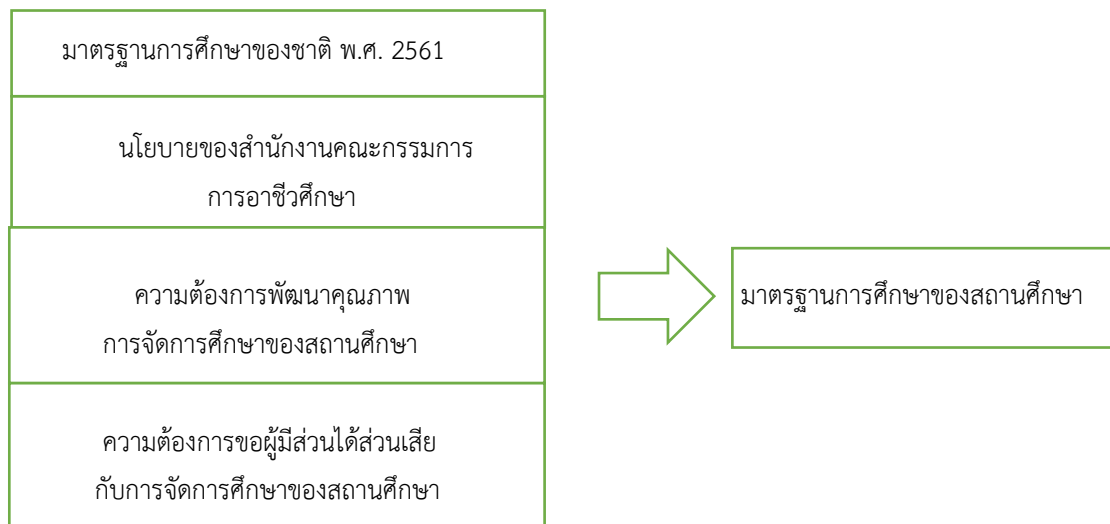 มาตรฐานการศึกษาของชาติ พ.ศ. 2561
นโยบายของสำนักงานคณะกรรมการ
การอาชีวศึกษา
ความต้องการพัฒนาคุณภาพ
การจัดการศึกษาของสถานศึกษา
ความต้องการขอผู้มีส่วนได้ส่วนเสีย
กับการจัดการศึกษาของสถานศึกษา
มาตรฐานการศึกษาของสถานศึกษา